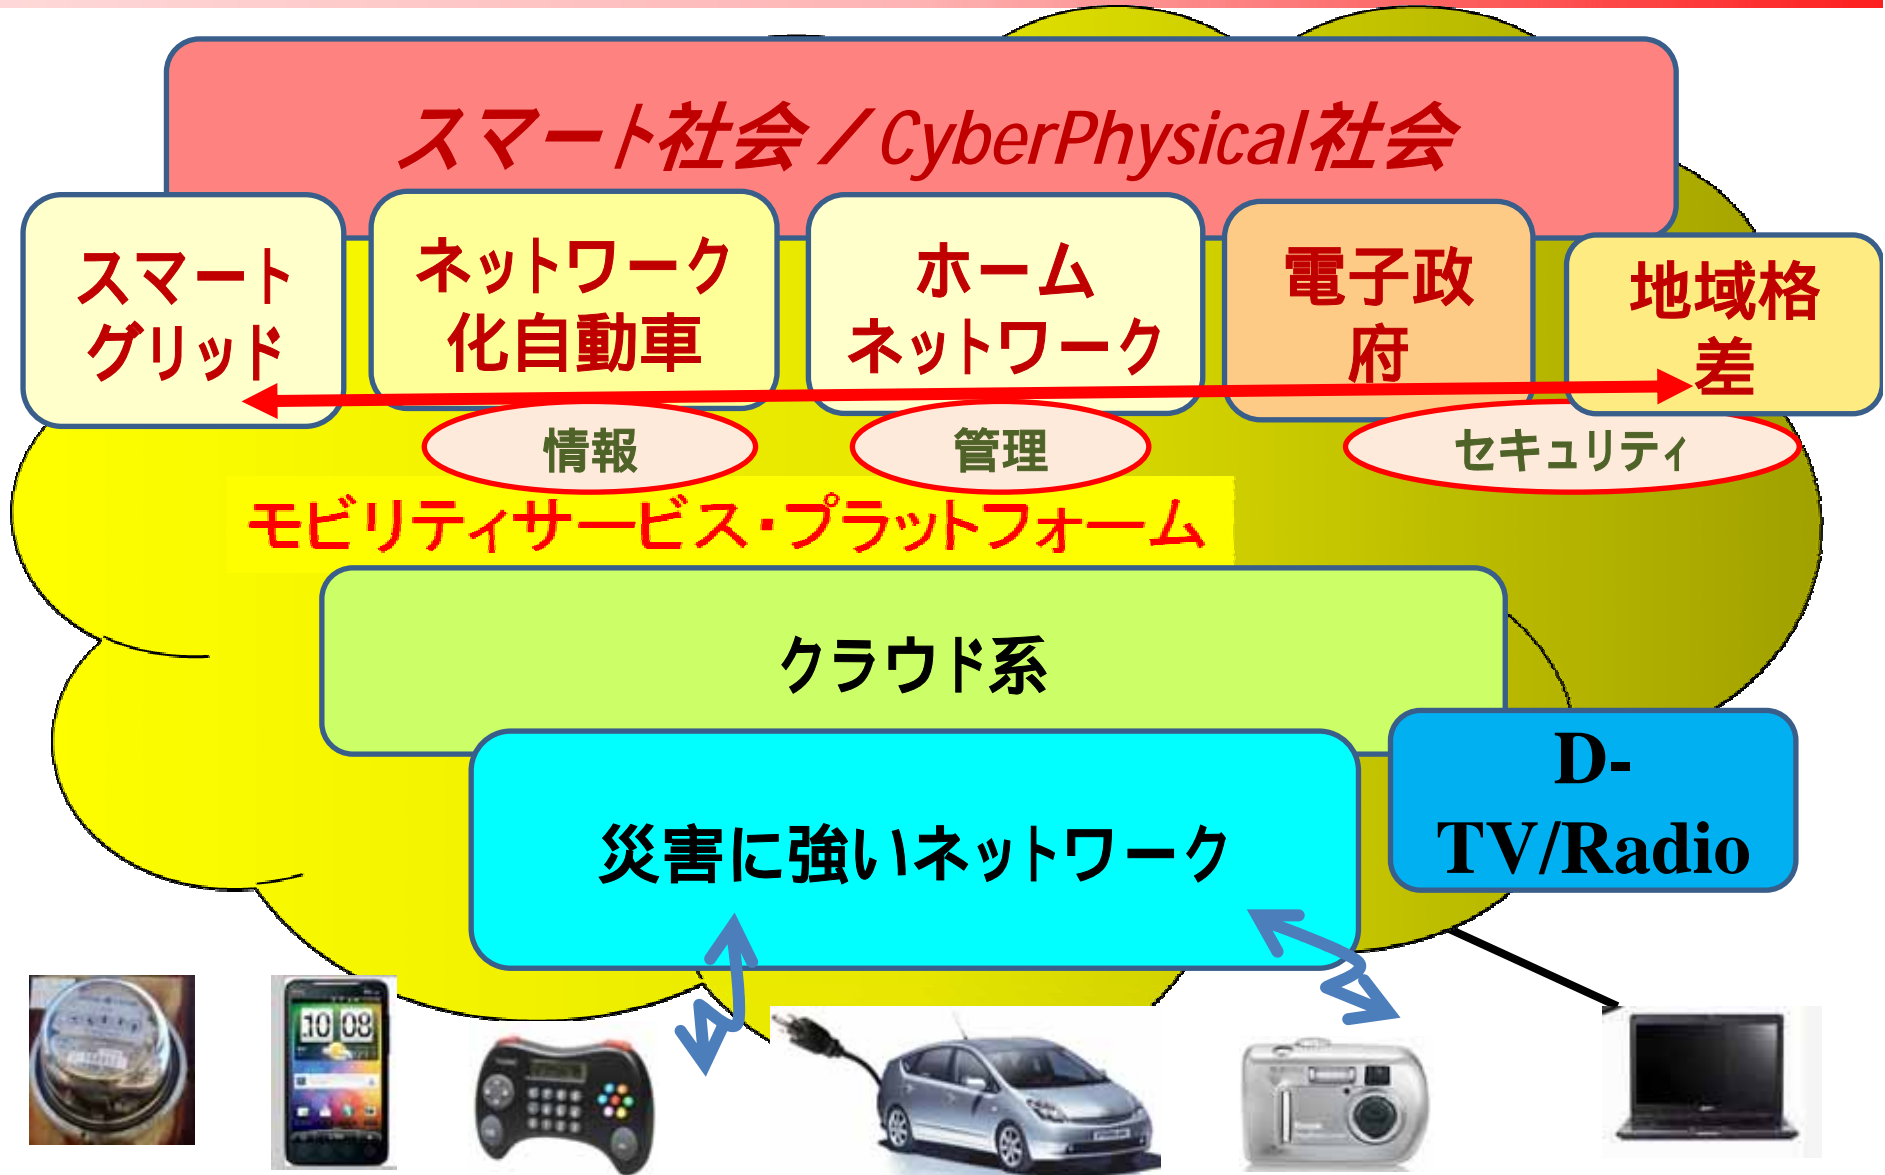 スマート社会／CyberPhysical社会
スマート
グリッド
ネットワーク
化自動車
ホーム
ネットワーク
電子政
府
地域格
差
情報
管理
セキュリティ
モビリティサービス・プラットフォーム
クラウド系
災害に強いネットワーク
D-
TV/Radio
10 08